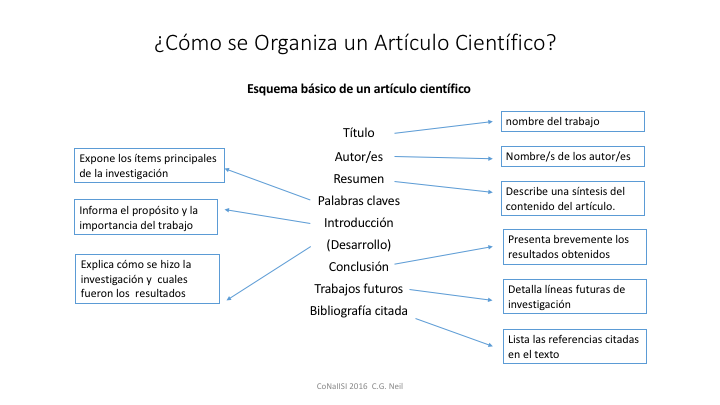 ¿Cómo se Organiza un Artículo Científico?
Esquema básico de un artículo científico
Título
Autor/es
Resumen
Palabras claves
Introducción
(Desarrollo)
Conclusión
Trabajos futuros
Bibliografía citada
Expone los ítems principales
de la investigación
Informa el propósito y la
importancia del trabajo
Explica cómo se hizo la
investigación y  cuales
fueron los  resultados
nombre del trabajo
Nombre/s de los autor/es
Describe una síntesis del
contenido del artículo.
Presenta brevemente los
resultados obtenidos
Detalla líneas futuras de
investigación
Lista las referencias citadas
en el texto
CoNaIISI 2016  C.G. Neil